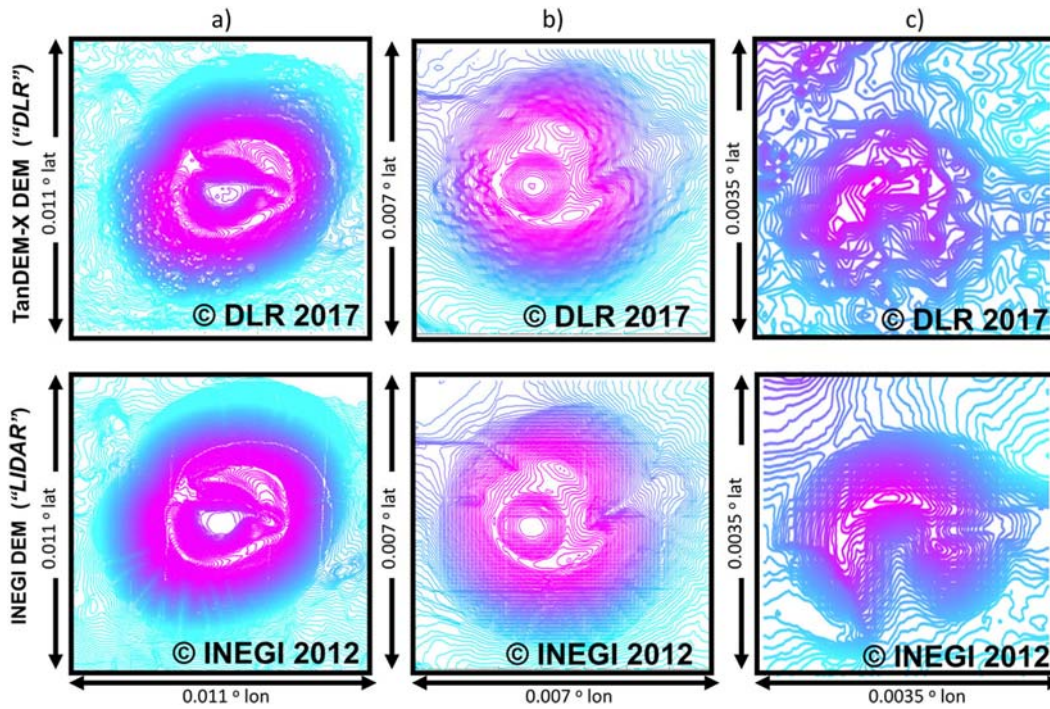 a)
b)
c)
TanDEM-X DEM ("DLR")
0.011 ° lat
© DLR 2017
0.007 ° lat
© DLR 2017
0.0035 ° lat
© DLR 2017
INEGI DEM ("LIDAR")
0.011 ° lat
© INEGI 2012
0.007 ° lat
© INEGI 2012
0.0035 ° lat
© INEGI 2012
0.011 ° lon
0.007 ° lon
0.0035 ° lon